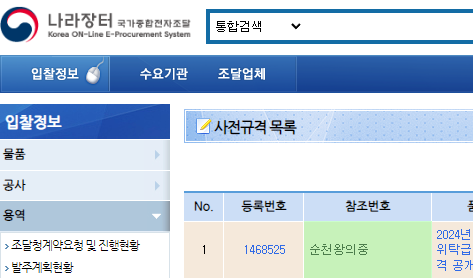 나라장터 국가종합전자조달
Korea ON-Line E-Procurement System
통합검색
입찰정보 수요기관 조달업체
입찰정보
물품
공사
용역
조달청계약요청 및 진행현황
발주계획현황
사전규격 목록
No. 등록번호 참조번호
1 1468525 순천왕의중
2024년
위탁급
격 공개